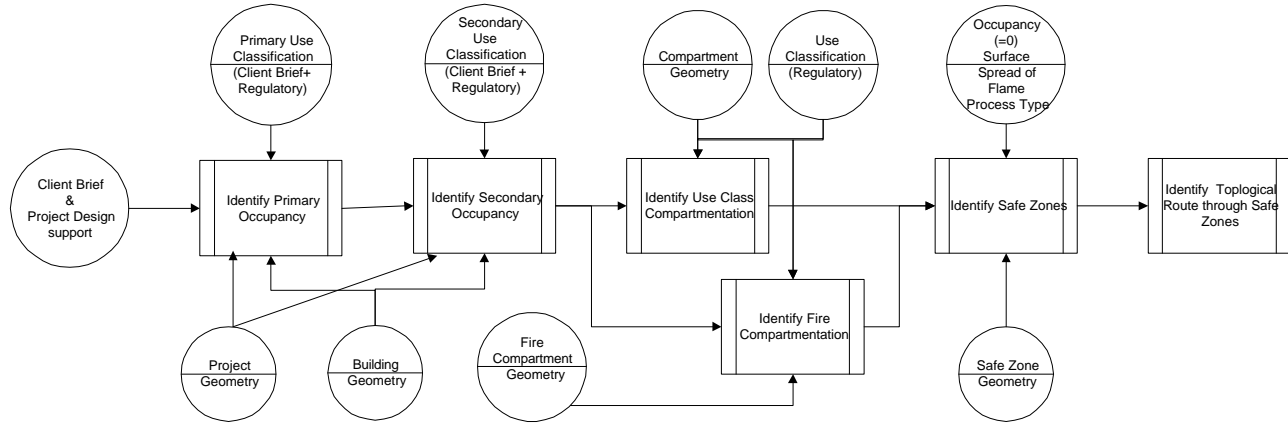 Primary Use
Classification
(Client Brief+
Regulatory)
Secondary
Use
Classification
(Client Brief +
Regulatory)
Compartment
Geometry
Use
Classification
(Regulatory)
Occupancy
(=0)
Surface
Spread of
Flame
Process Type
Client Brief
&
Project Design
support
Identify Primary
Occupancy
Identify Secondary
Occupancy
Identify Use Class
Compartmentation
Identify Safe Zones
Identify Toplogical
Route through Safe
Zones
Identify Fire
Compartmentation
Project
Geometry
Building
Geometry
Fire
Compartment
Geometry
Safe Zone
Geometry